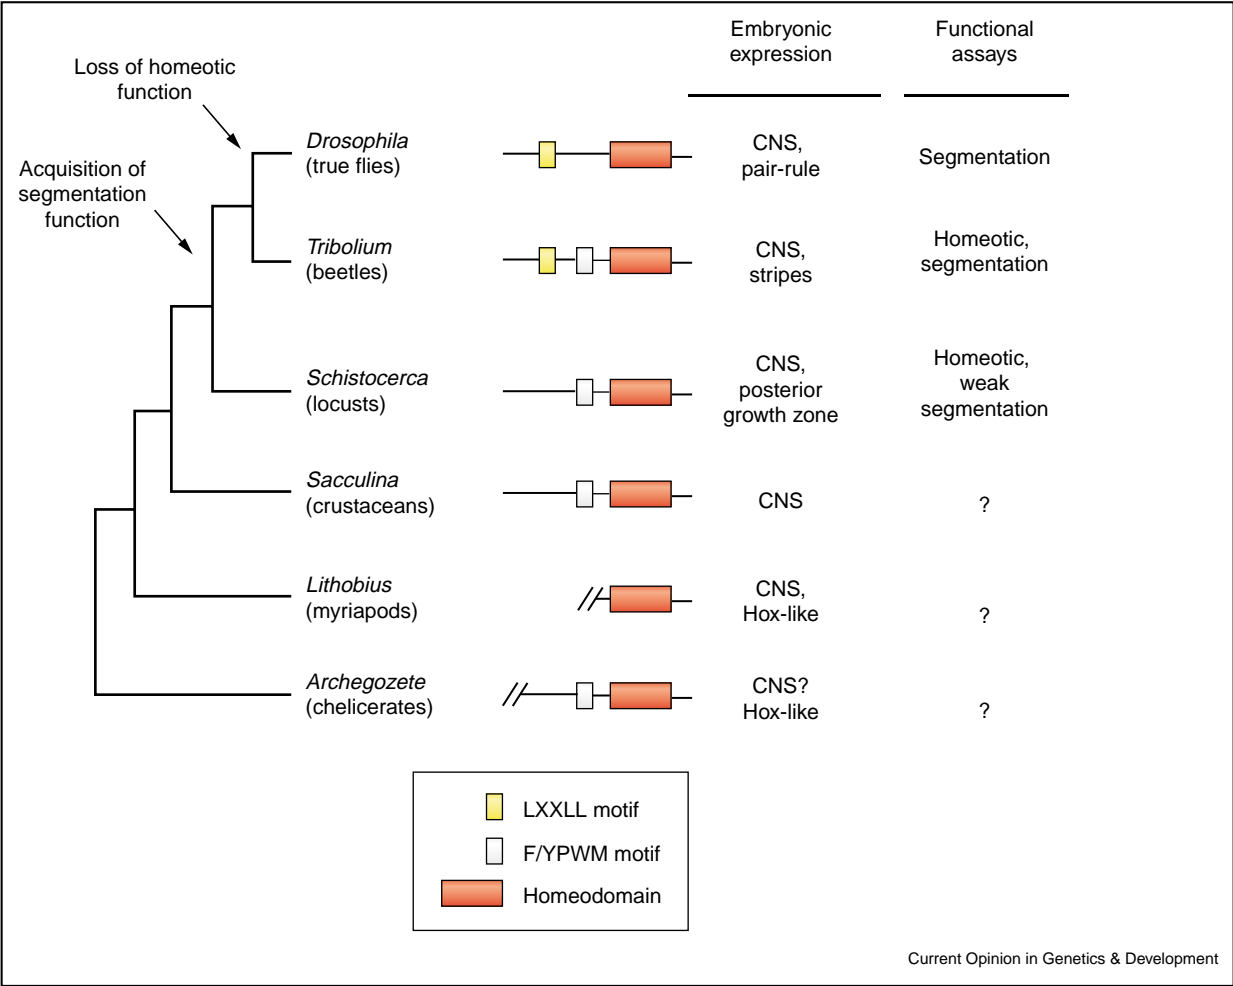 Embryonic
expression
Functional
assays
Loss of homeotic
function
Acquisition of
segmentation
function
Drosophila
(true flies)
CNS,
pair-rule
Segmentation
Tribolium
(beetles)
CNS,
stripes
Homeotic,
segmentation
Schistocerca
(locusts)
CNS,
posterior
growth zone
Homeotic,
weak
segmentation
Sacculina
(crustaceans)
CNS
?
Lithobius
(myriapods)
CNS,
Hox-like
?
Archegozete
(chelicerates)
CNS?
Hox-like
?
LXXLL motif
F/YPWM motif
Homeodomain
Current Opinion in Genetics & Development